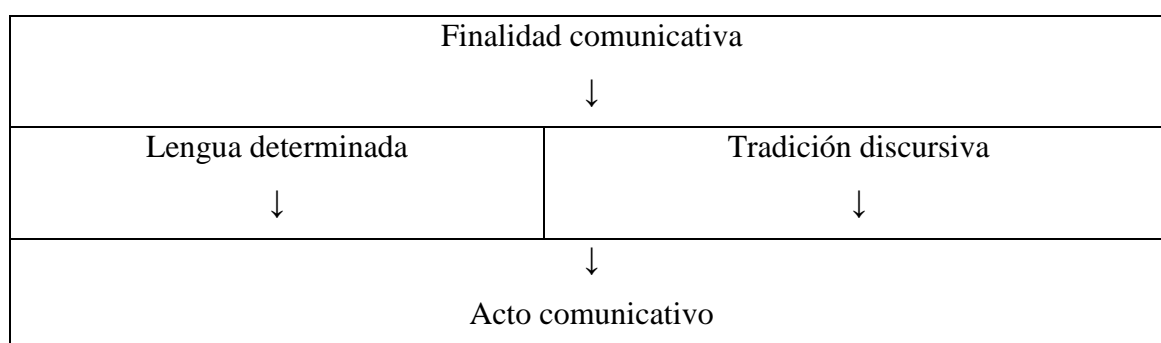 Finalidad comunicativa
↓
Lengua determinada
↓
Tradición discursiva
↓
↓
Acto comunicativo